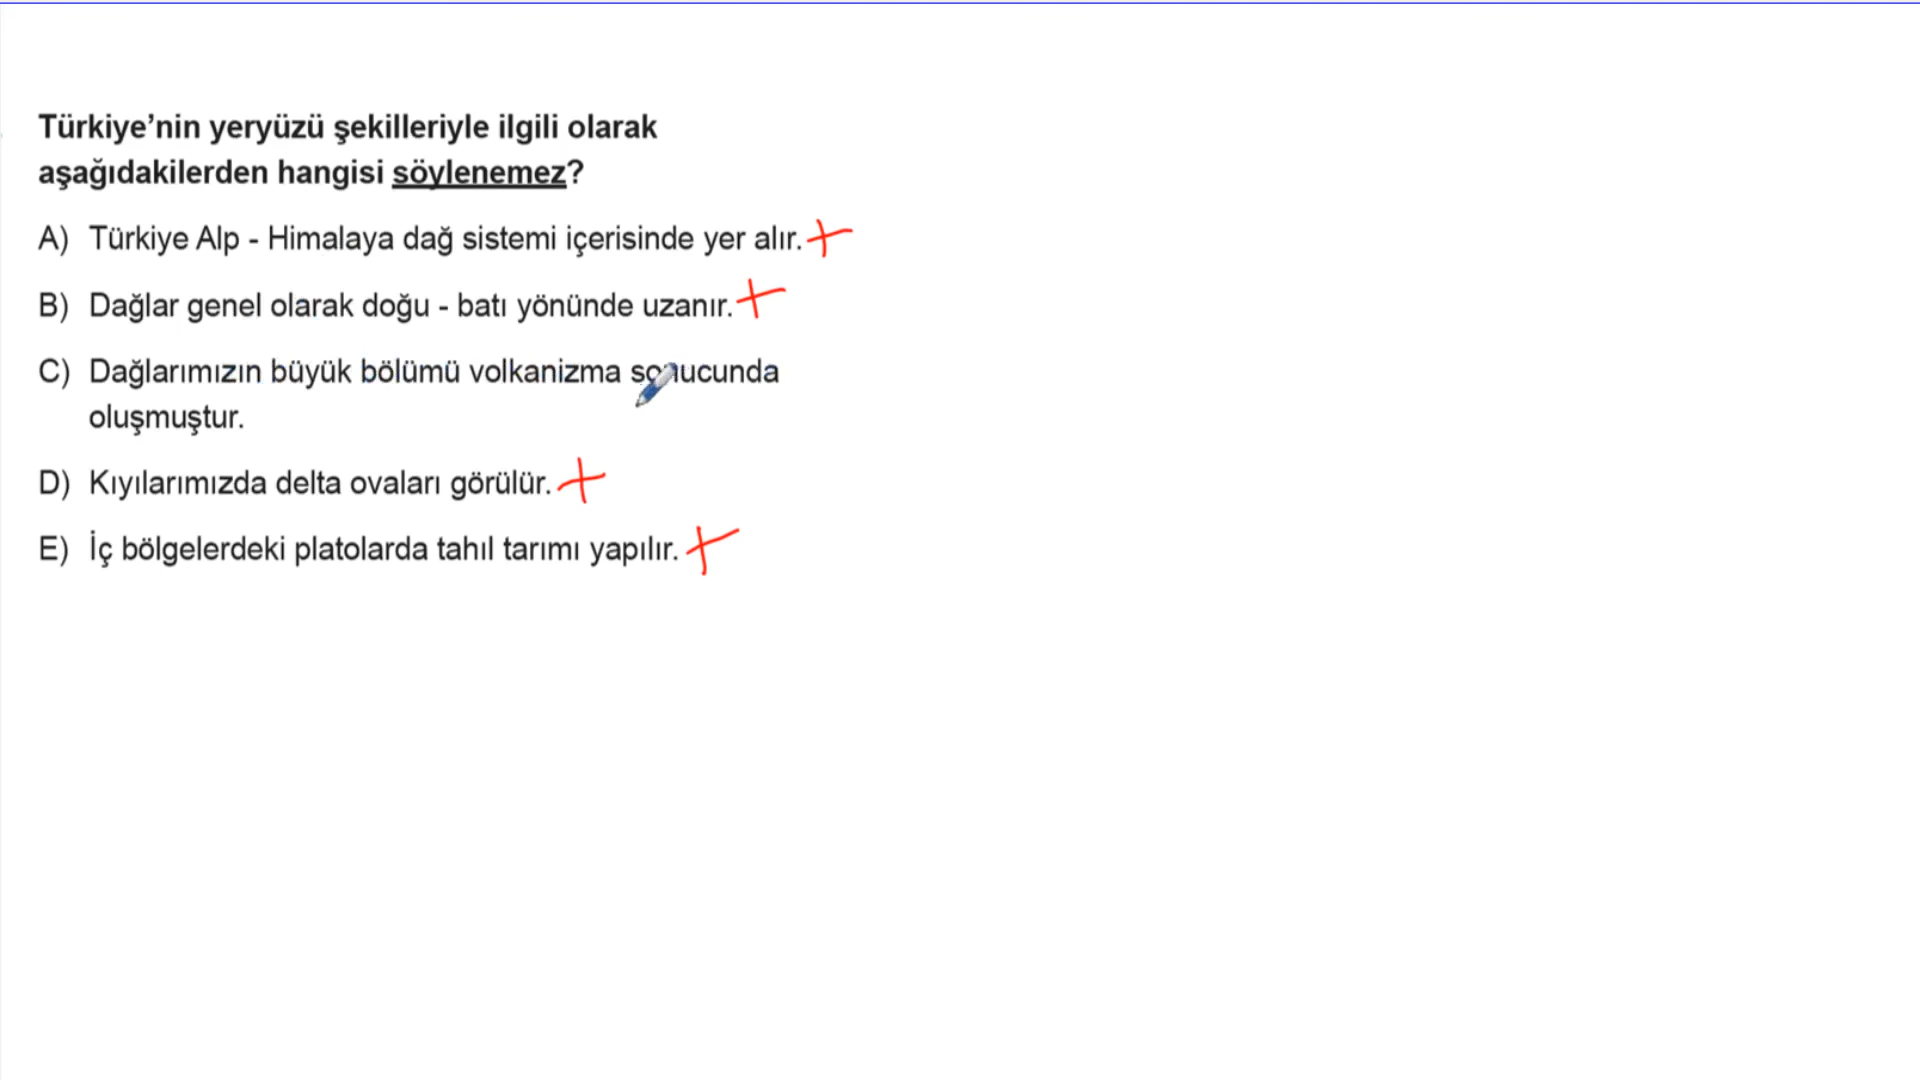 Türkiye’nin yeryüzü şekilleriyle ilgili olarak
aşağıdakilerden hangisi söylenemez?
A) Türkiye Alp - Himalaya dağ sistemi içerisinde yer alır. +
B) Dağlar genel olarak doğu - batı yönünde uzanır. +
C) Dağlarımızın büyük bölümü volkanizma sonucunda
oluşmuştur.
D) Kıyılarımızda delta ovaları görülür. +
E) İç bölgelerdeki platolarda tahıl tarımı yapılır. +